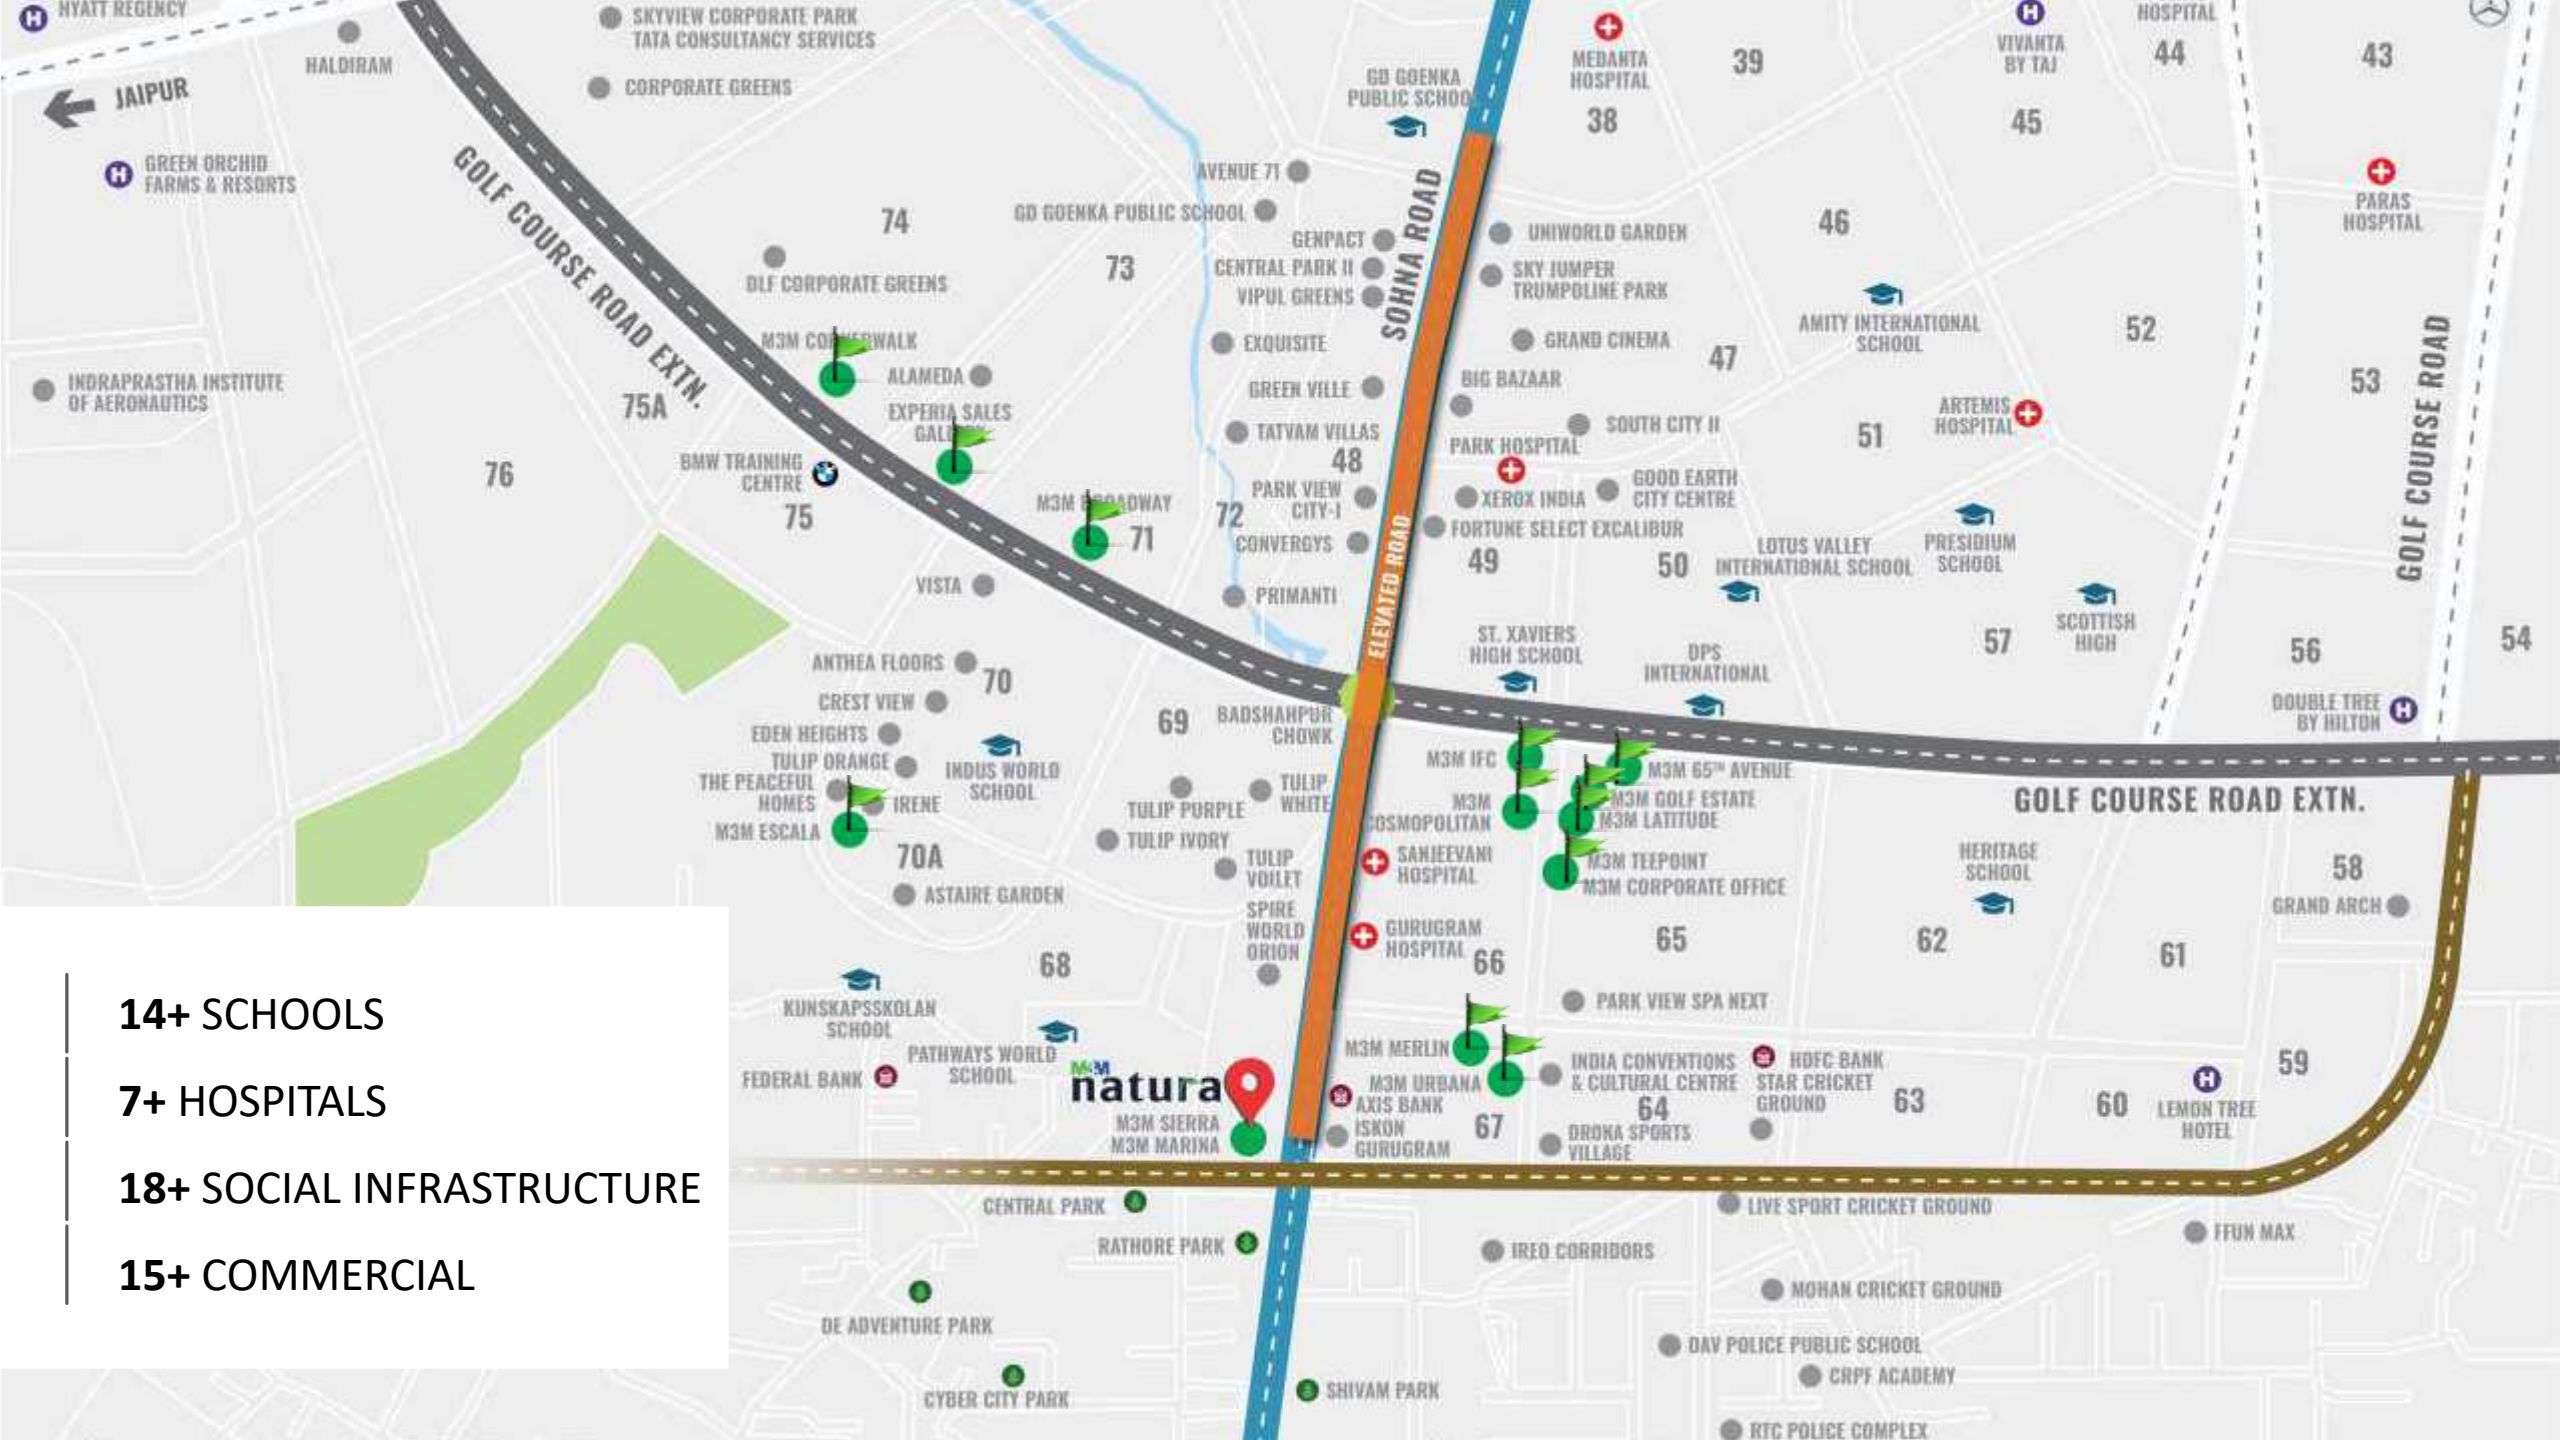 HYATT REGENCY
HALDIRAM
JAIPUR
GREEN ORCHID
FARMS & RESORTS
SKYVIEW CORPORATE PARK
TATA CONSULTANCY SERVICES
CORPORATE GREENS
GOLF COURSE ROAD EXTN.
GD GOENKA
PUBLIC SCHOO
MEDANTA
HOSPITAL
38
39
VIVANTA
BY TAJ
45
HOSPITAL
44
43
PARAS
HOSPITAL
AVENUE 71
GD GOENKA PUBLIC SCHOOL
74
73
DLF CORPORATE GREENS
GENPACT
CENTRAL PARK II
VIPUL GREENS
SOHNA ROAD
UNIWORLD GARDEN
SKY JUMPER
TRUMPOLINE PARK
46
AMITY INTERNATIONAL
SCHOOL
52
GRAND CINEMA
47
EXQUISITE
GREEN VILLE
BIG BAZAAR
SOUTH CITY II
ARTEMIS
HOSPITAL
51
53
GOLF COURSE ROAD
INDRAPRASTHA INSTITUTE
OF AERONAUTICS
75A
ALAMEDA
EXPERIA SALES
TATVAM VILLAS
48
PARK HOSPITAL
76
BMW TRAINING
CENTRE
75
71
72
PARK VIEW
CITY-I
CONVERGYS
XEROX INDIA
GOOD EARTH
CITY CENTRE
FORTUNE SELECT EXCALIBUR
49
50
LOTUS VALLEY
INTERNATIONAL SCHOOL
PRESIDIUM
SCHOOL
ELEVATED ROAD
VISTA
PRIMANTI
ST. XAVIERS
HIGH SCHOOL
DPS
INTERNATIONAL
57
SCOTTISH
HIGH
56
54
DOUBLE TREE
BY HILTON
ANTHEA FLOORS
70
CREST VIEW
EDEN HEIGHTS
TULIP ORANGE
THE PEACEFUL
HOMES
IRENE
M3M ESCALA
INDUS WORLD
SCHOOL
69
BADSHAHPUR
CHOWK
TULIP PURPLE
TULIP
WHITE
TULIP IVORY
70A
ASTAIRE GARDEN
TULIP
VOILET
SPIRE
WORLD
ORION
M3M IFC
M3M
COSMOPOLITAN
M3M 65TH AVENUE
M3M GOLF ESTATE
M3M LATITUDE
M3M TEEPOINT
M3M CORPORATE OFFICE
GOLF COURSE ROAD EXTN.
SANJEEVANI
HOSPITAL
GURUGRAM
HOSPITAL
66
65
HERITAGE
SCHOOL
62
58
GRAND ARCH
61
68
KUNSKAPSSKOLAN
SCHOOL
PATHWAYS WORLD
SCHOOL
FEDERAL BANK
M3M
natura
M3M SIERRA
M3M MARINA
PARK VIEW SPA NEXT
M3M MERLIN
M3M URBANA
AXIS BANK
ISKON
GURUGRAM
67
INDIA CONVENTIONS
& CULTURAL CENTRE
64
HDFC BANK
STAR CRICKET
GROUND
63
DRONA SPORTS
VILLAGE
60
LEMON TREE
HOTEL
59
CENTRAL PARK
RATHORE PARK
DE ADVENTURE PARK
CYBER CITY PARK
SHIVAM PARK
IREO CORRIDORS
LIVE SPORT CRICKET GROUND
FFUN MAX
MOHAN CRICKET GROUND
DAV POLICE PUBLIC SCHOOL
CRPF ACADEMY
RTC POLICE COMPLEX
14+ SCHOOLS
7+ HOSPITALS
18+ SOCIAL INFRASTRUCTURE
15+ COMMERCIAL